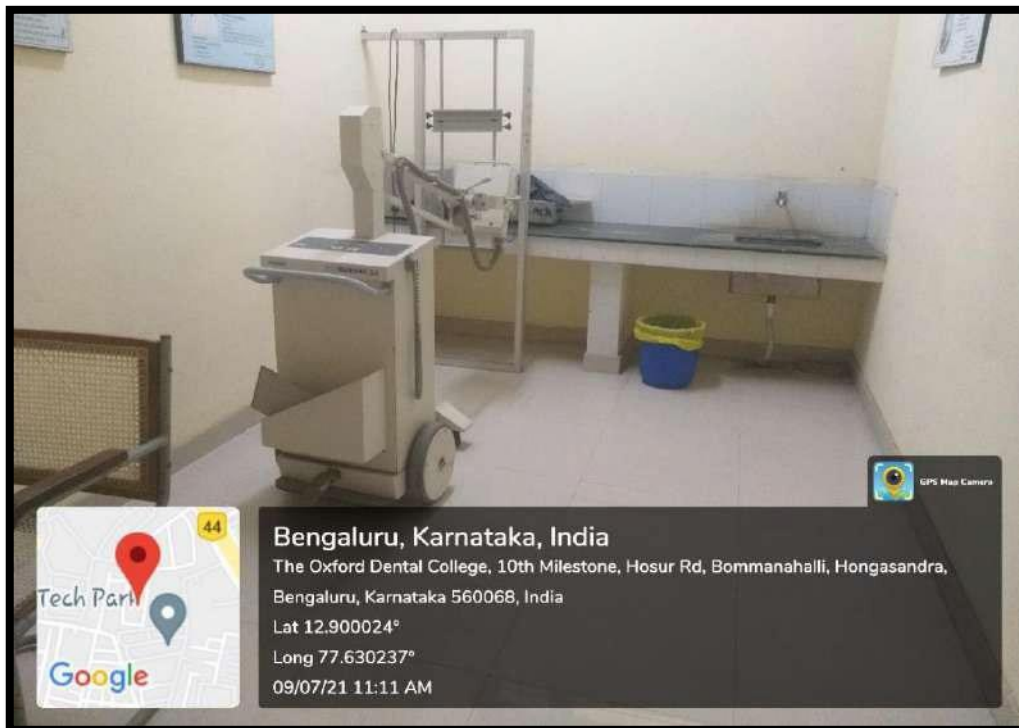 GPS Map Camera
44
Tech Park
Google
Bengaluru, Karnataka, India
The Oxford Dental College, 10th Milestone, Hosur Rd, Bommanahalli, Hongasandra,
Bengaluru, Karnataka 560068, India
Lat 12.900024°
Long 77.630237°
09/07/21 11:11 AM